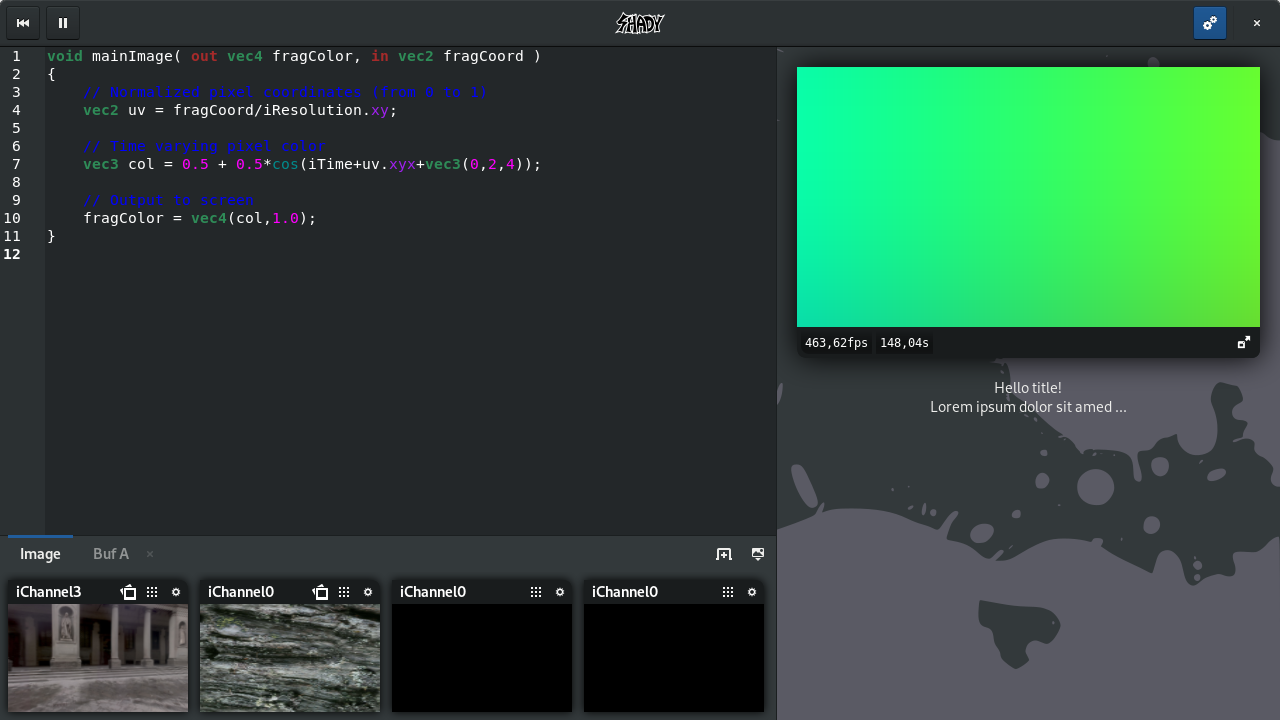 SHADY
1 void mainImage( out vec4 fragColor, in vec2 fragCoord )
2 {
3     // Normalized pixel coordinates (from 0 to 1)
4     vec2 uv = fragCoord/iResolution.xy;
5
6     // Time varying pixel color
7     vec3 col = 0.5 + 0.5*cos(iTime+uv.xyx+vec3(0,2,4));
8
9     // Output to screen
10     fragColor = vec4(col,1.0);
11 }
12
463,62fps 148,04s
Hello title!
Lorem ipsum dolor sit amed ...
Image Buf A ×
iChannel3 iChannel0 iChannel0 iChannel0